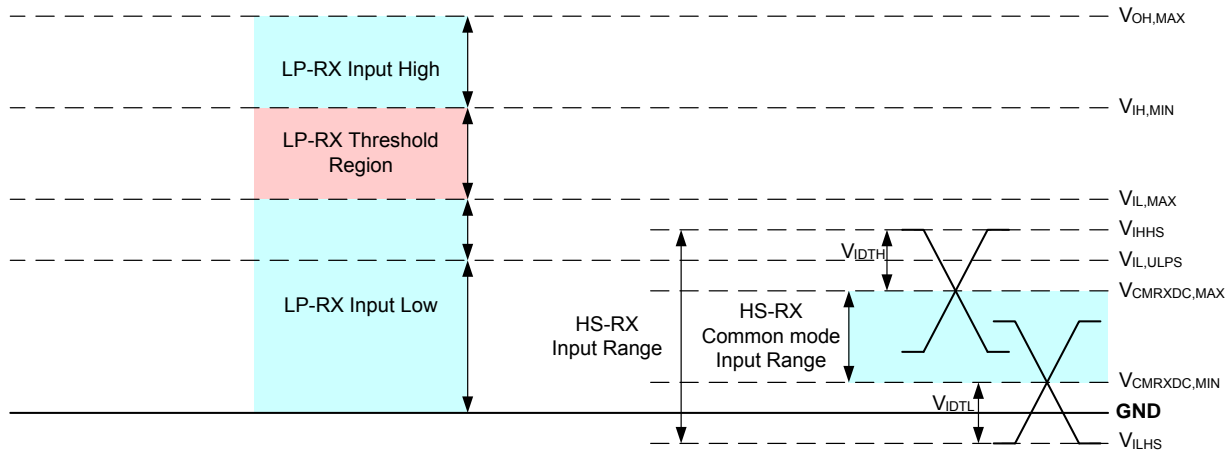 VOH,MAX
LP-RX Input High
VIH,MIN
LP-RX Threshold
Region
VIL,MAX
VIHHS
VIDTH
VIL,ULPS
VCMRXDC,MAX
LP-RX Input Low
HS-RX
Input Range
HS-RX
Common mode
Input Range
VCMRXDC,MIN
VIDTL
GND
VILHS